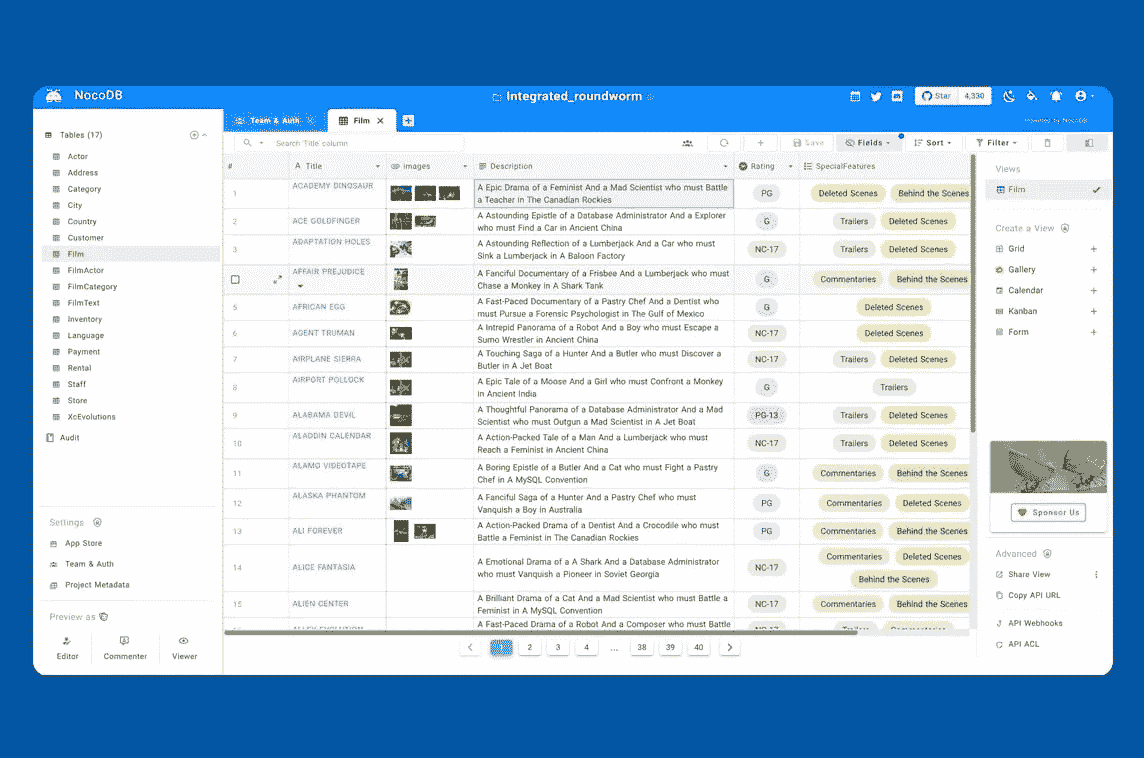 NocoDB
Integrated_roundworm
Star 4,330
Team & Auth
Film
Powered by NocoDB
Tables (17)
Actor
Address
Category
City
Country
Customer
Film
FilmActor
FilmCategory
FilmText
Inventory
Language
Payment
Rental
Staff
Store
XcEvolutions
Audit
Settings
App Store
Team & Auth
Project Metadata
Preview as
Editor Commenter Viewer
Search 'Title' column
Save Fields Sort Filter
# Title images Description Rating SpecialFeatures
1 ACADEMY DINOSAUR A Epic Drama of a Feminist And a Mad Scientist who must Battle PG Deleted Scenes Behind the Scenes
a Teacher in The Canadian Rockies
2 ACE GOLDFINGER A Astounding Epistle of a Database Administrator And a Explorer G Trailers Deleted Scenes
who must Find a Car in Ancient China
3 ADAPTATION HOLES A Astounding Reflection of a Lumberjack And a Car who must NC-17 Trailers Deleted Scenes
Sink a Lumberjack in A Baloon Factory
AFFAIR PREJUDICE A Fanciful Documentary of a Frisbee And a Lumberjack who must G Commentaries Behind the Scenes
Chase a Monkey in A Shark Tank
5 AFRICAN EGG A Fast-Paced Documentary of a Pastry Chef And a Dentist who G Deleted Scenes
must Pursue a Forensic Psychologist in The Gulf of Mexico
6 AGENT TRUMAN A Intrepid Panorama of a Robot And a Boy who must Escape a NC-17 Deleted Scenes
Sumo Wrestler in Ancient China
7 AIRPLANE SIERRA A Touching Saga of a Hunter And a Butler who must Discover a NC-17 Trailers Deleted Scenes
Butler in A Jet Boat
8 AIRPORT POLLOCK A Epic Tale of a Moose And a Girl who must Confront a Monkey G Trailers
in Ancient India
9 ALABAMA DEVIL A Thoughtful Panorama of a Database Administrator And a Mad PG-13 Trailers Deleted Scenes
Scientist who must Outgun a Mad Scientist in A Jet Boat
10 ALADDIN CALENDAR A Action-Packed Tale of a Man And a Lumberjack who must NC-17 Trailers Deleted Scenes
Reach a Feminist in Ancient China
11 ALAMO VIDEOTAPE A Boring Epistle of a Butler And a Cat who must Fight a Pastry G Commentaries Behind the Scenes
Chef in A MySQL Convention
12 ALASKA PHANTOM A Fanciful Saga of a Hunter And a Pastry Chef who must PG Commentaries Deleted Scenes
Vanquish a Boy in Australia
13 ALI FOREVER A Action-Packed Drama of a Dentist And a Crocodile who must PG Commentaries Behind the Scenes
Battle a Feminist in The Canadian Rockies
14 ALICE FANTASIA A Emotional Drama of a A Shark And a Database Administrator NC-17 Commentaries Deleted Scenes
who must Vanquish a Pioneer in Soviet Georgia Behind the Scenes
15 ALIEN CENTER A Brilliant Drama of a Cat And a Mad Scientist who must Battle a NC-17 Commentaries Behind the Scenes
Feminist in A MySQL Convention
A Fast-Paced Drama of a Robot And a Composer who must Battle NC-17
1 2 3 4 ... 38 39 40
Views
Film
Create a View
Grid
Gallery
Calendar
Kanban
Form
Sponsor Us
Advanced
Share View
Copy API URL
API Webhooks
API ACL